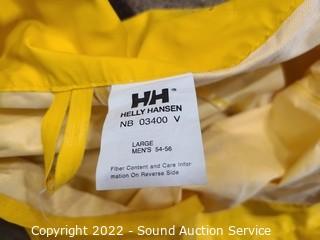 HH
HELLY HANSEN
NB 03400 V
LARGE
MEN'S 54-56
Fiber Content and Care Infor-
mation On Reverse Side
Copyright 2022 - Sound Auction Service